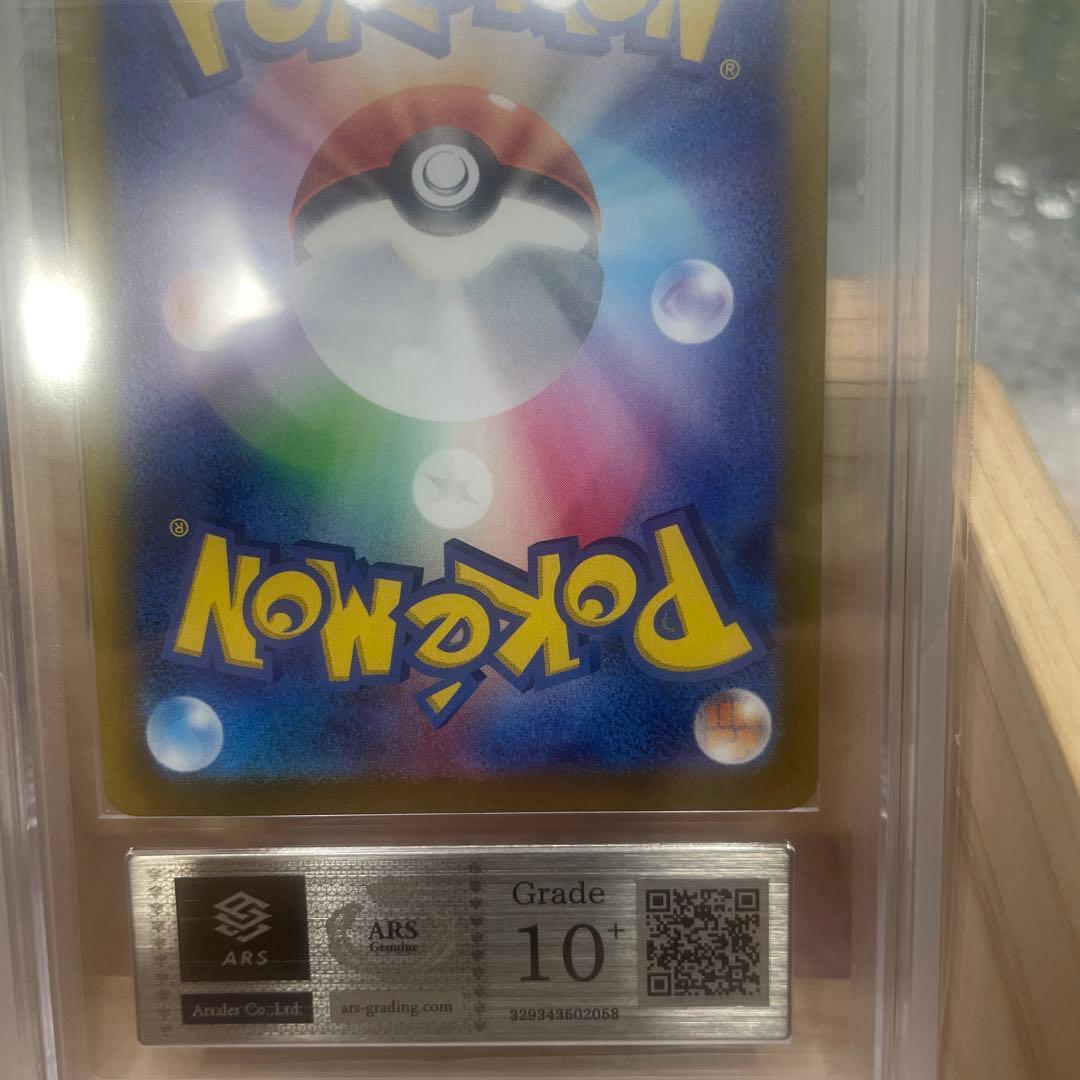 POKéMON
®
®
POKéMON
ARS
ARS
Genuine
Grade
10+
Arsales Co.,Ltd.
ars-grading.com
329343502058